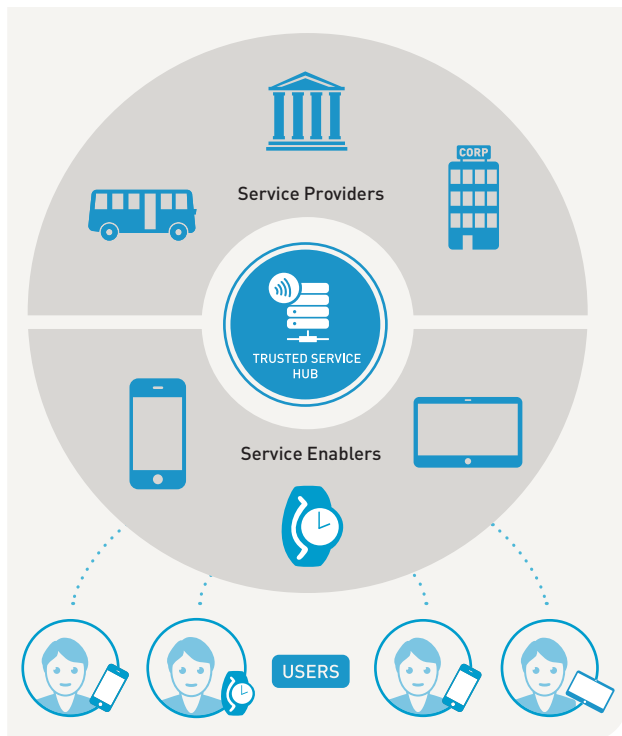 CORP
Service Providers
TRUSTED SERVICE
HUB
Service Enablers
USERS